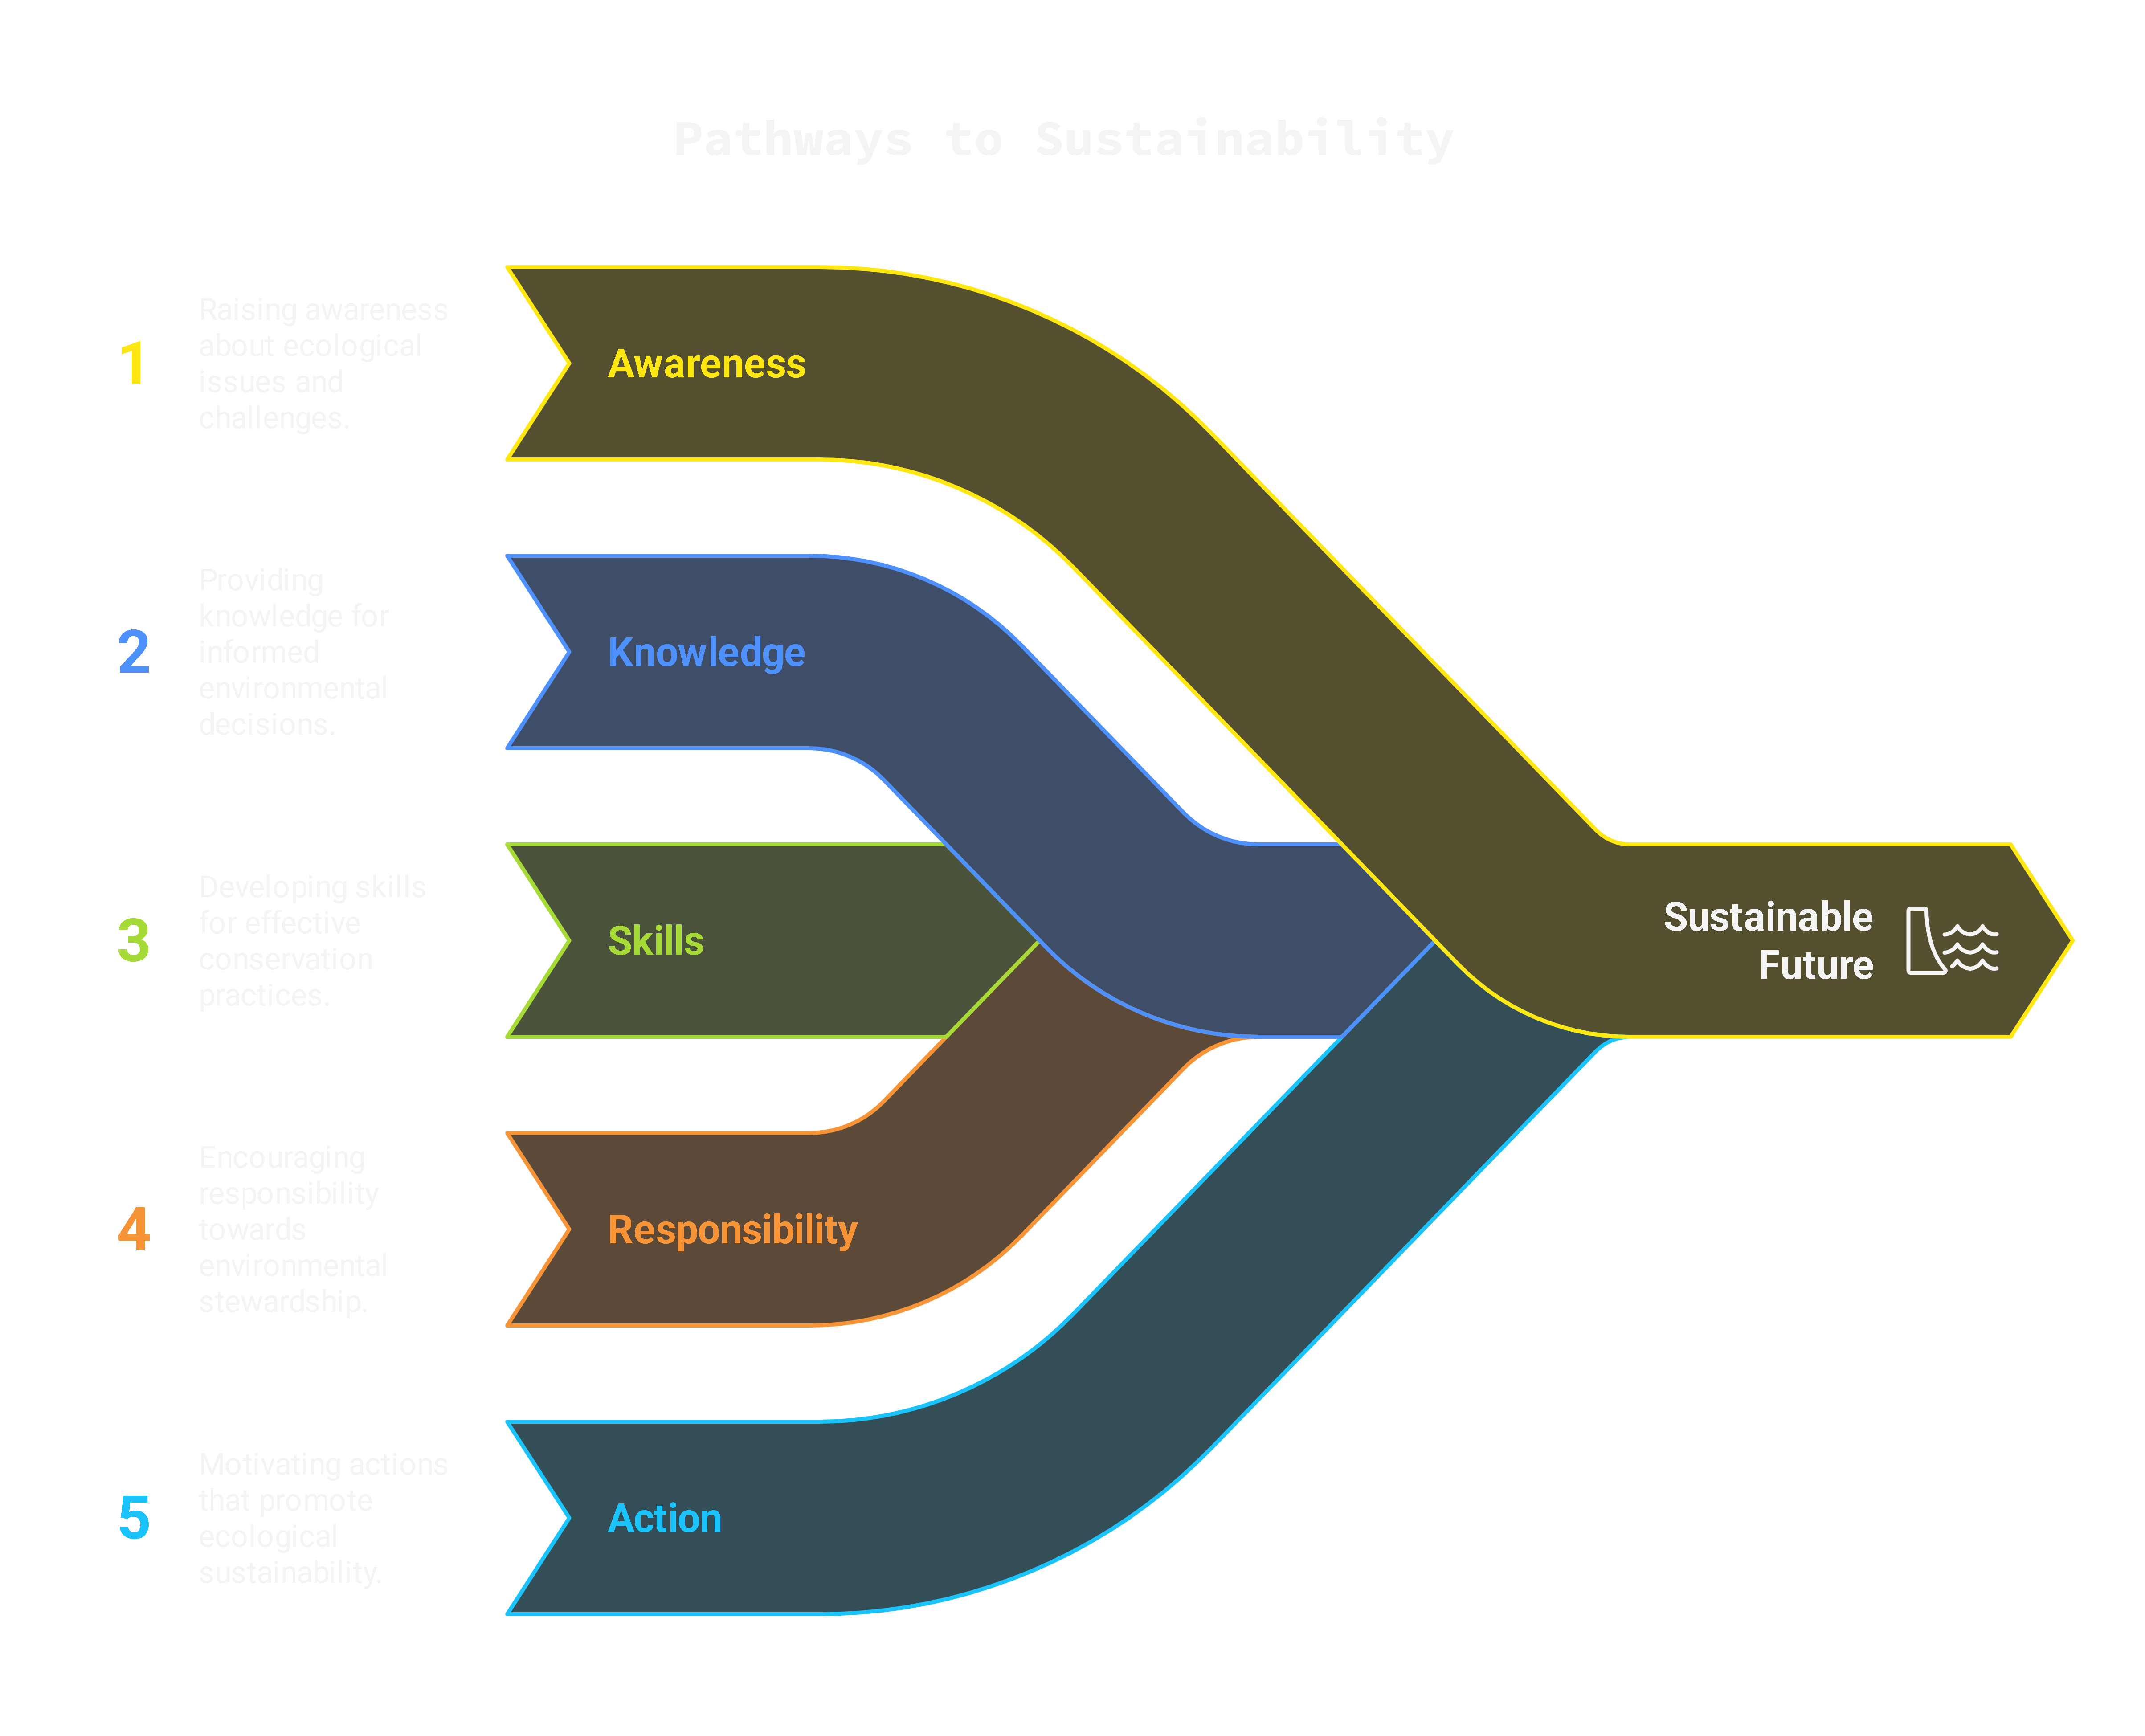 Pathways to Sustainability
1
Raising awareness
about ecological
issues and
challenges.
Awareness
2
Providing
knowledge for
informed
environmental
decisions.
Knowledge
3
Developing skills
for effective
conservation
practices.
Skills
Sustainable
Future
4
Encouraging
responsibility
towards
environmental
stewardship.
Responsibility
5
Motivating actions
that promote
ecological
sustainability.
Action